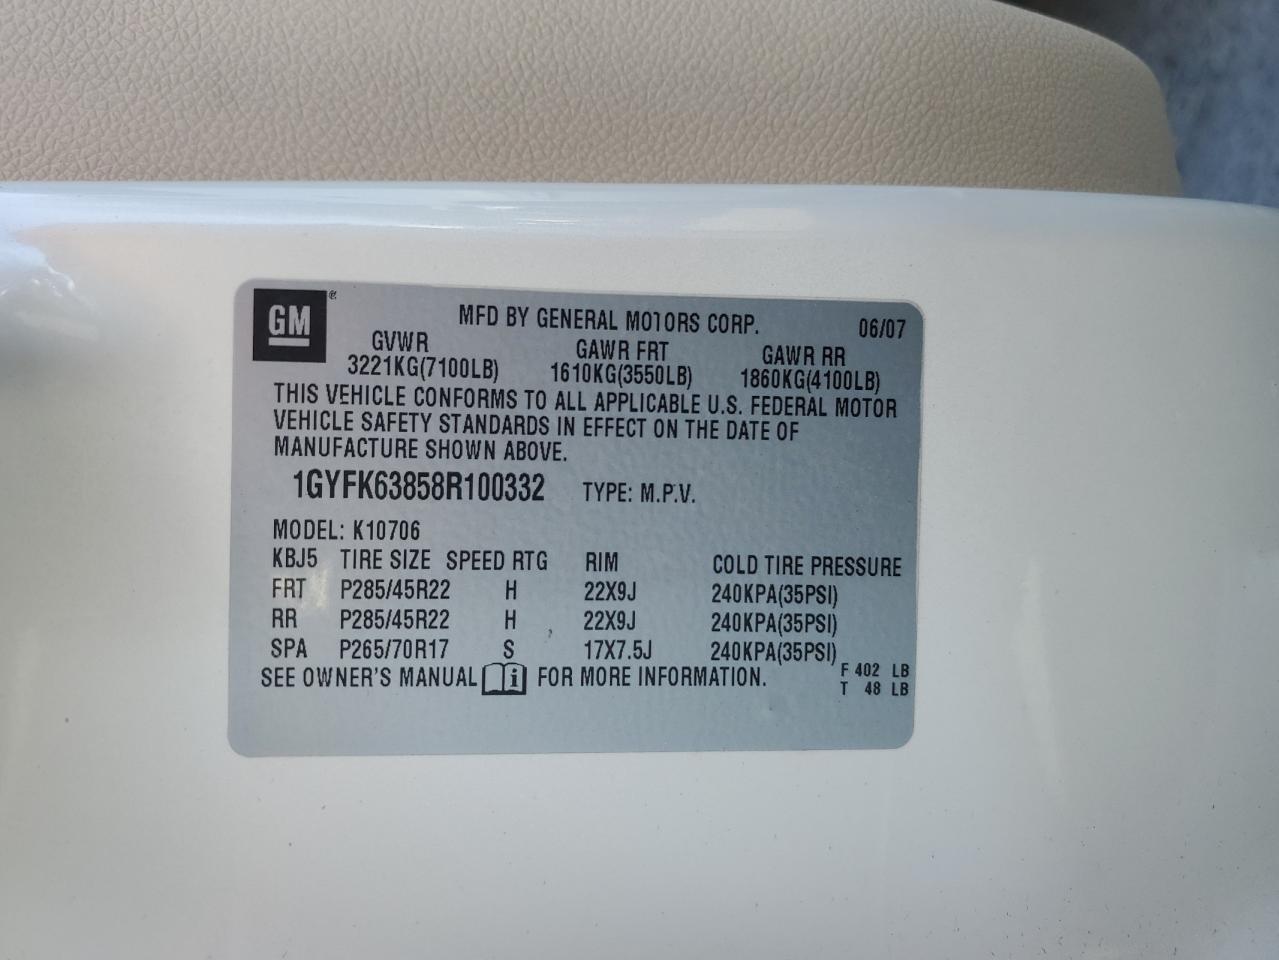 GM ®
MFD BY GENERAL MOTORS CORP. 06/07
GVWR GAWR FRT GAWR RR
3221KG(7100LB) 1610KG(3550LB) 1860KG(4100LB)
THIS VEHICLE CONFORMS TO ALL APPLICABLE U.S. FEDERAL MOTOR
VEHICLE SAFETY STANDARDS IN EFFECT ON THE DATE OF
MANUFACTURE SHOWN ABOVE.
1GYFK63858R100332 TYPE: M.P.V.
MODEL: K10706
KBJ5 TIRE SIZE SPEED RTG RIM COLD TIRE PRESSURE
FRT P285/45R22 H 22X9J 240KPA(35PSI)
RR P285/45R22 H 22X9J 240KPA(35PSI)
SPA P265/70R17 S 17X7.5J 240KPA(35PSI)
SEE OWNER'S MANUAL i FOR MORE INFORMATION.
F 402 LB
T 48 LB